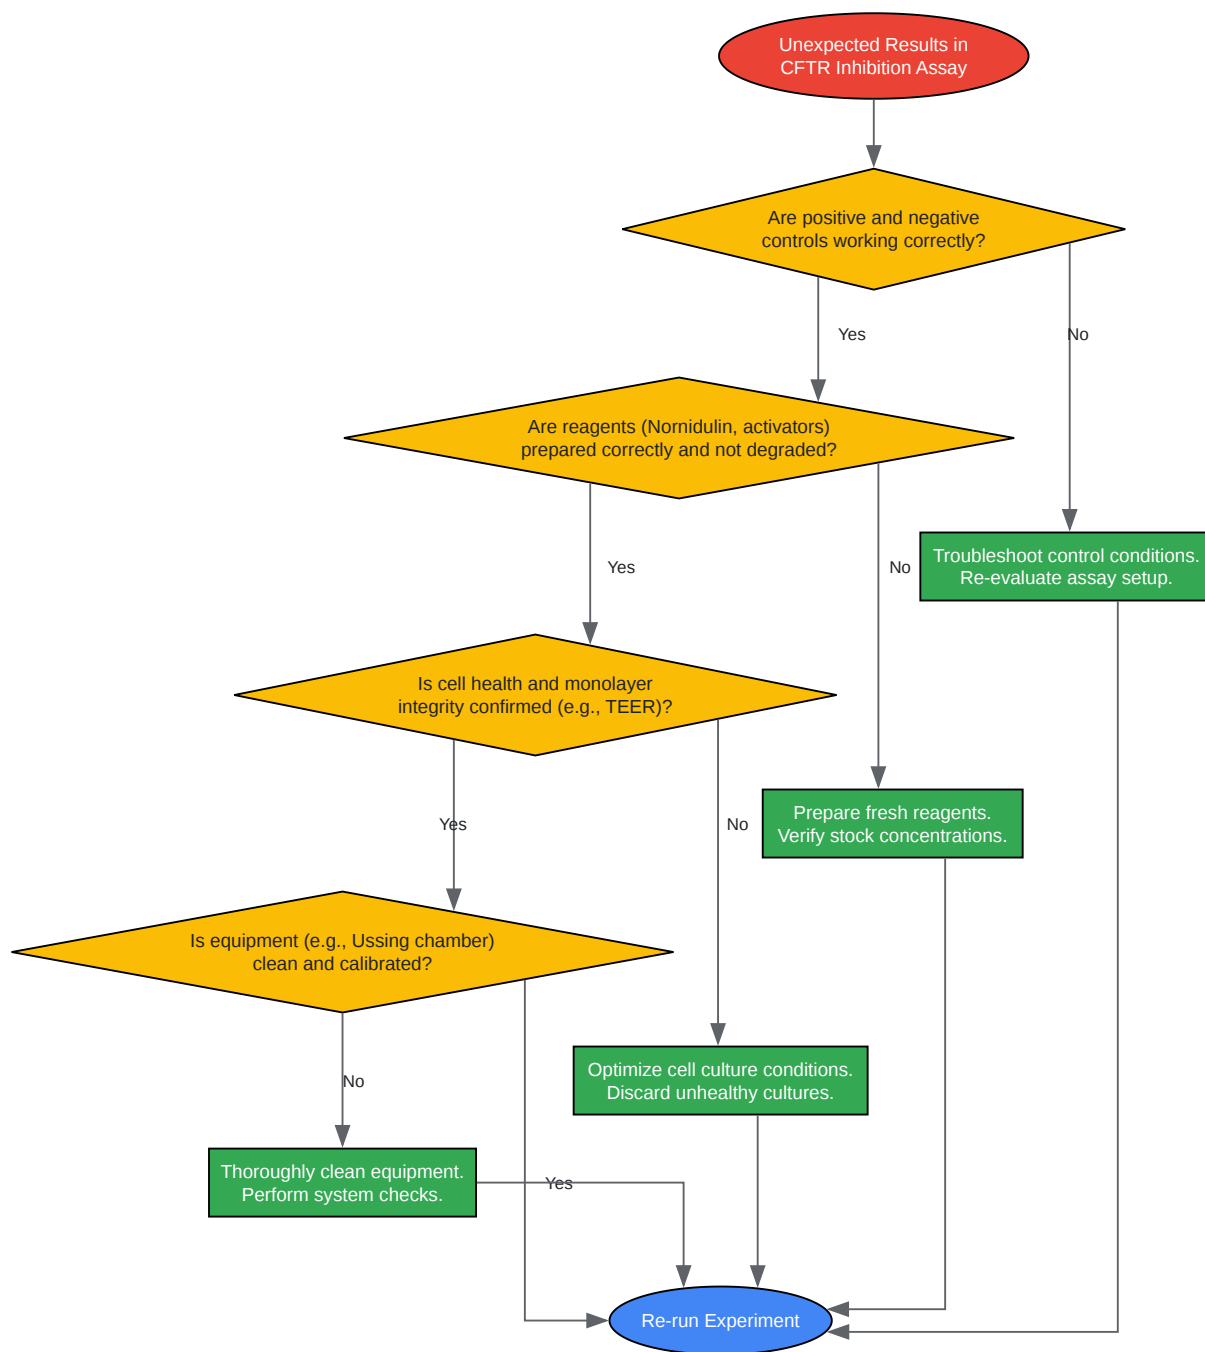 Unexpected Results in
CFTR Inhibition Assay
Are positive and negative
controls working correctly?
Yes
No
Are reagents (Nornidulin, activators)
prepared correctly and not degraded?
Yes
No
Troubleshoot control conditions.
Re-evaluate assay setup.
Is cell health and monolayer
integrity confirmed (e.g., TEER)?
Yes
No
Prepare fresh reagents.
Verify stock concentrations.
Is equipment (e.g., Ussing chamber)
clean and calibrated?
No
Optimize cell culture conditions.
Discard unhealthy cultures.
Thoroughly clean equipment.
Perform system checks.
Yes
Re-run Experiment